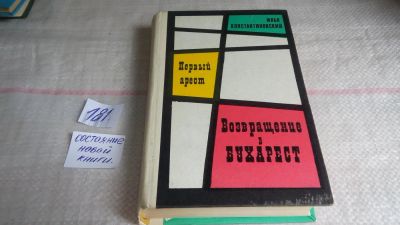 ИЛЬЯ
КОНСТАНТИНОВСКИЙ
Первый
арест
Возвращение
в
БУХАРЕСТ
181
СОСТОЯНИЕ
НОВОЙ
КНИГИ.